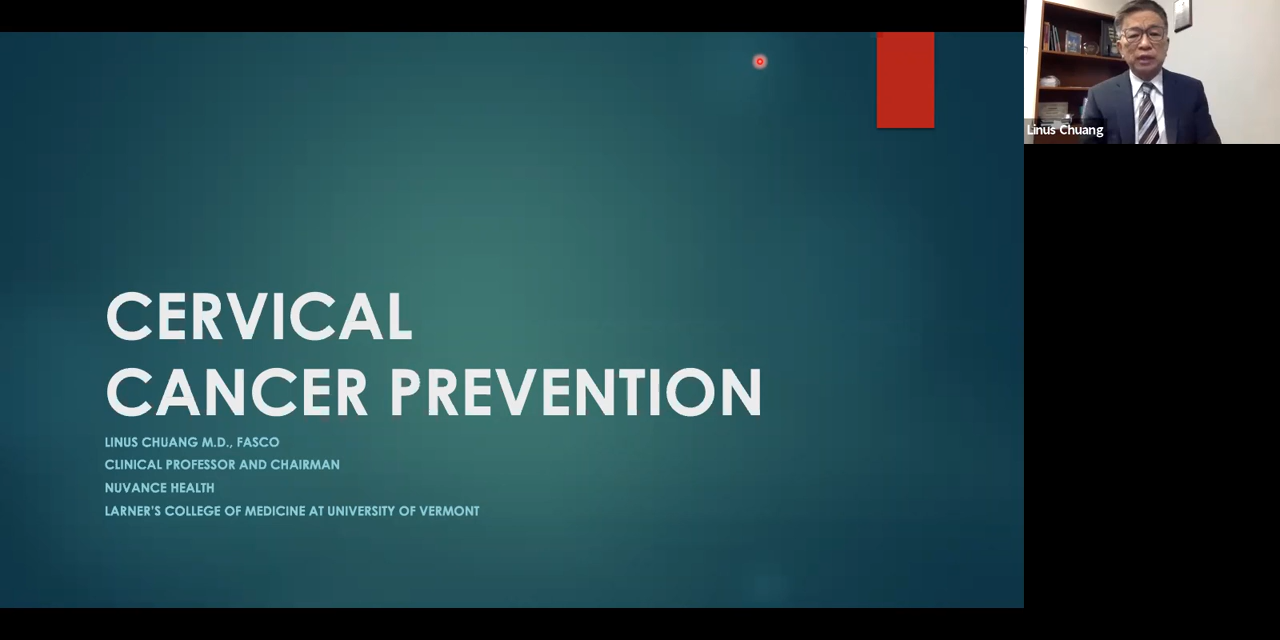 CERVICAL
CANCER PREVENTION
LINUS CHUANG M.D., FASCO
CLINICAL PROFESSOR AND CHAIRMAN
NUVANCE HEALTH
LARNER'S COLLEGE OF MEDICINE AT UNIVERSITY OF VERMONT
Linus Chuang